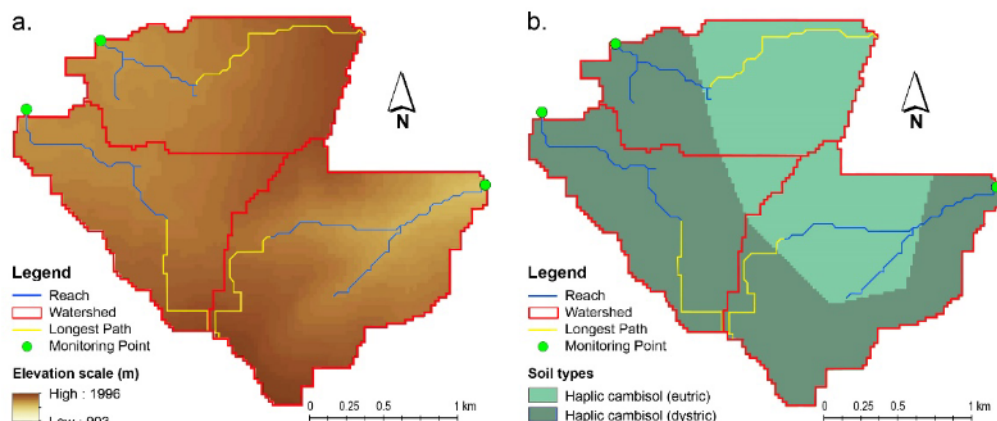 a.
N
Legend
Reach
Watershed
Longest Path
Monitoring Point
Elevation scale (m)
High : 1996
Low : 993
0 0.25 0.5 1 km
b.
N
Legend
Reach
Watershed
Longest Path
Monitoring Point
Soil types
Haplic cambisol (eutric)
Haplic cambisol (dystric)
0 0.25 0.5 1 km